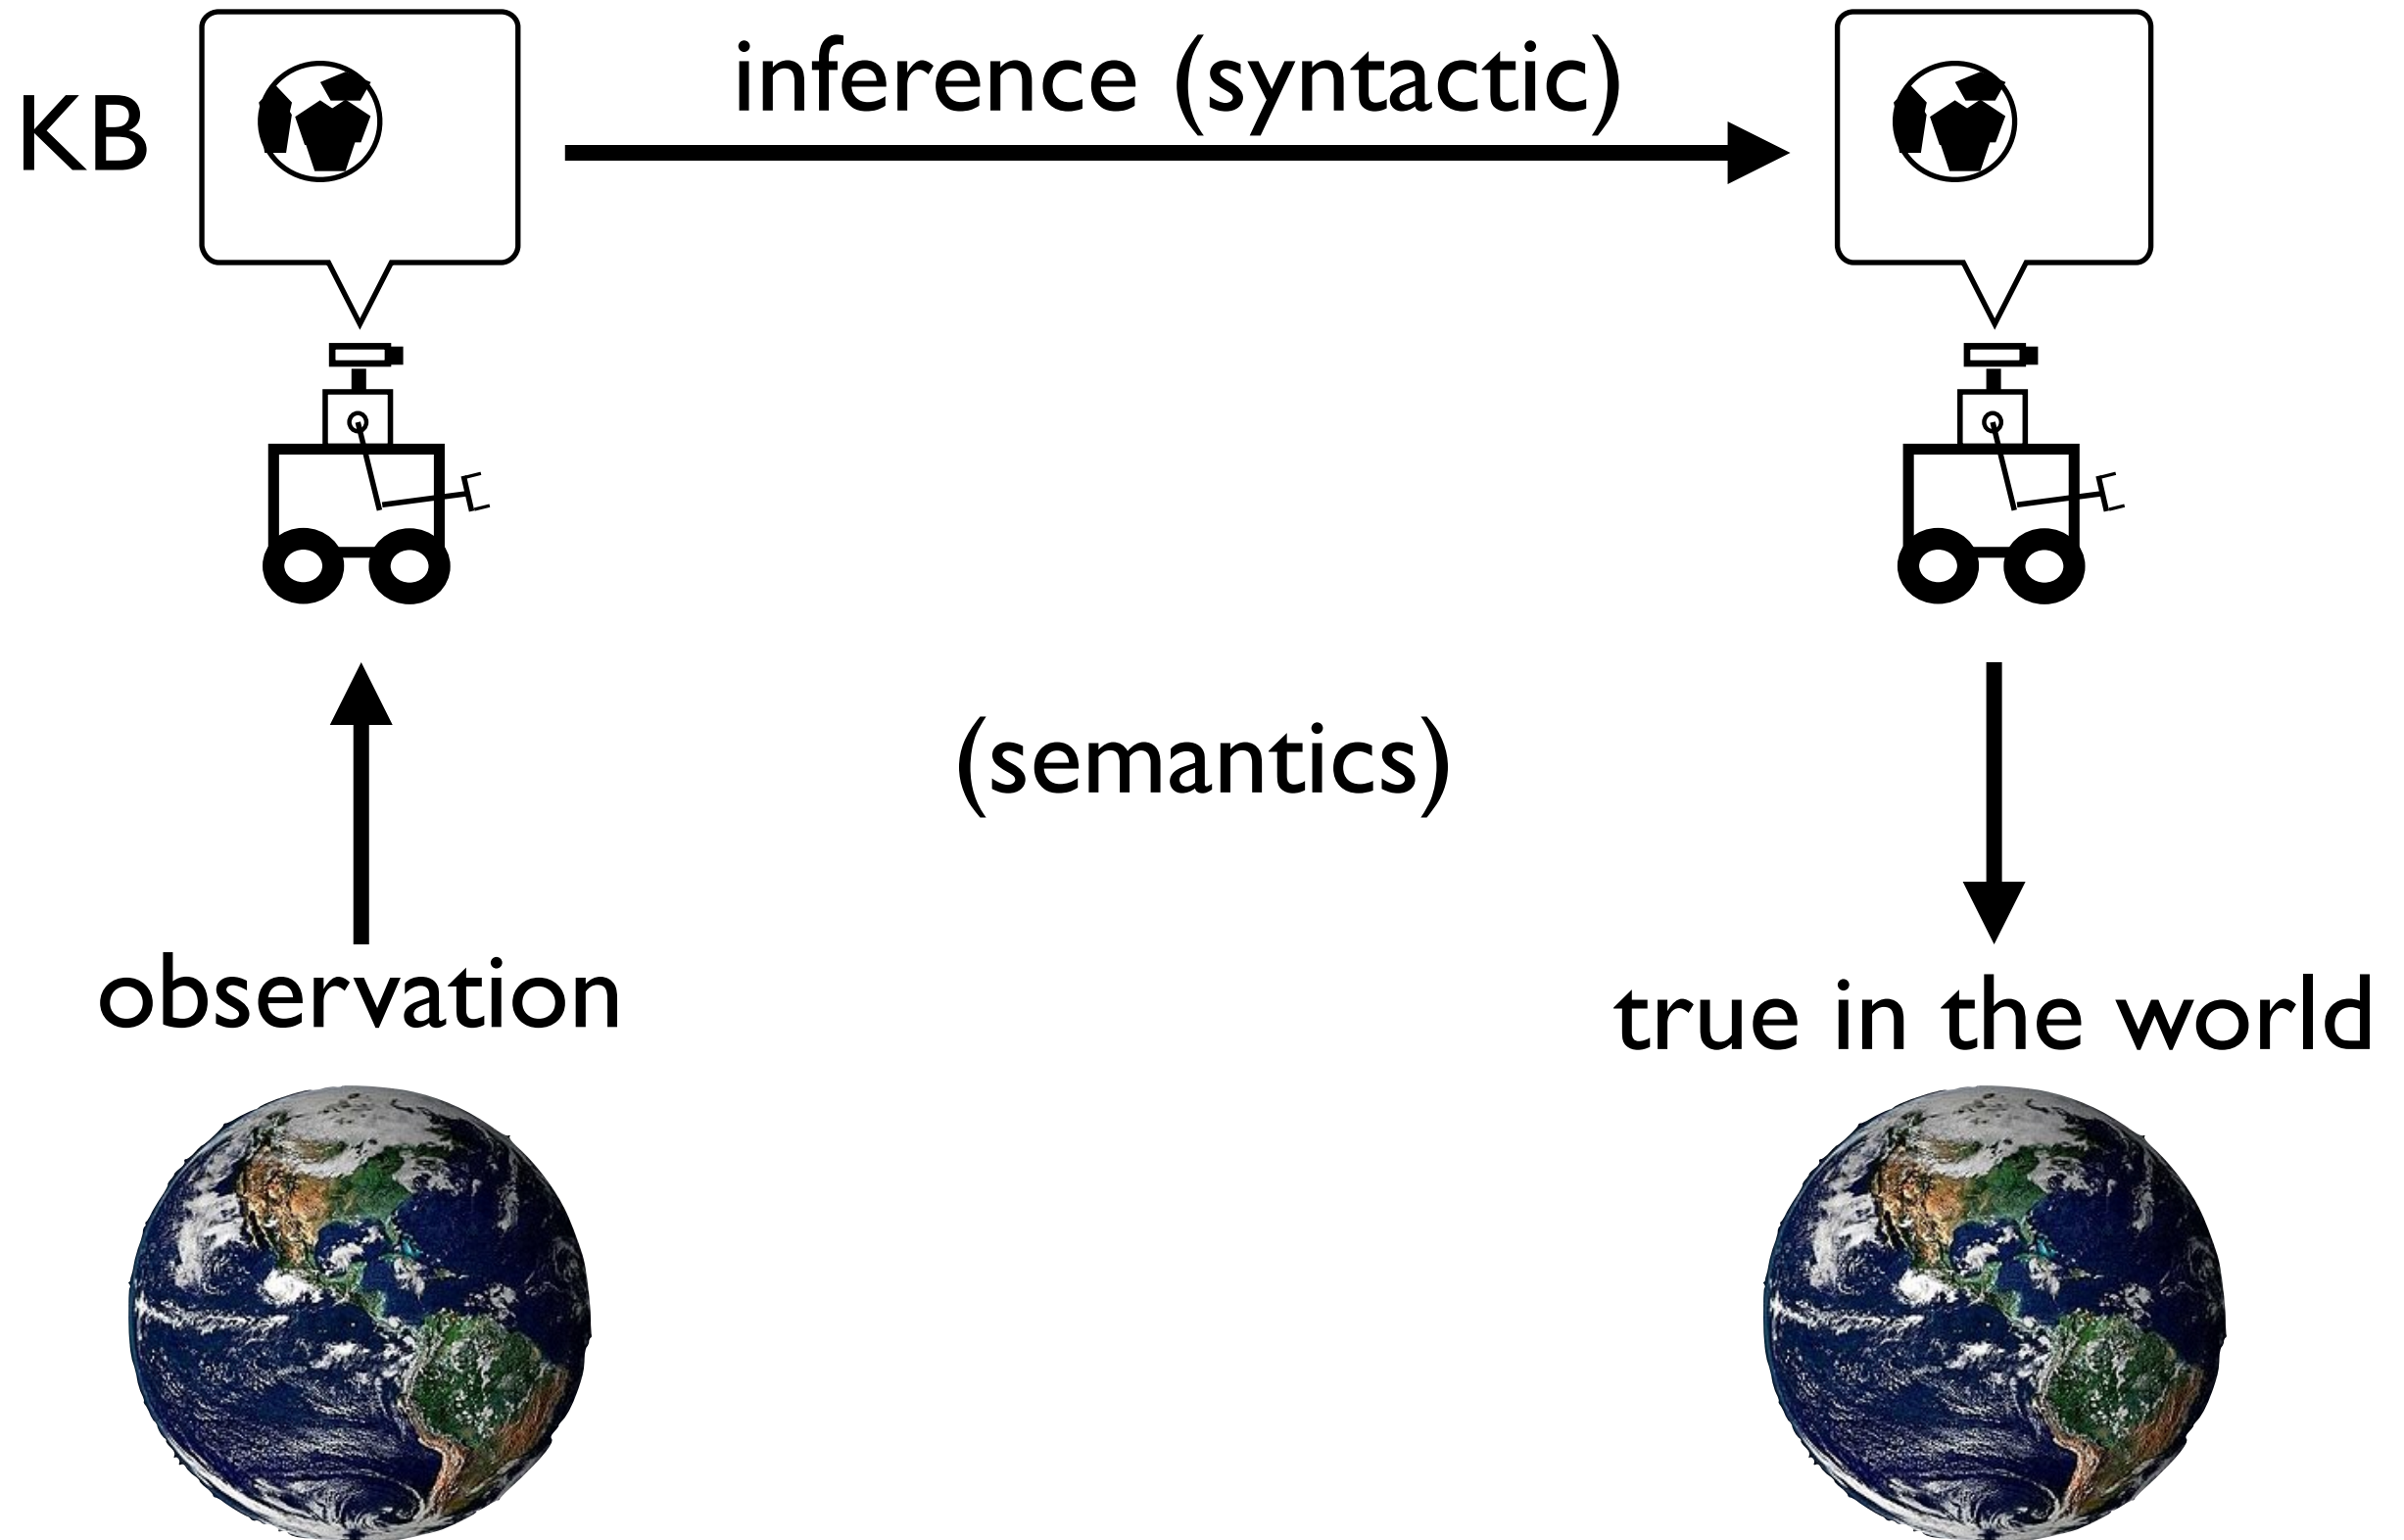 inference (syntactic)
KB
(semantics)
observation
true in the world